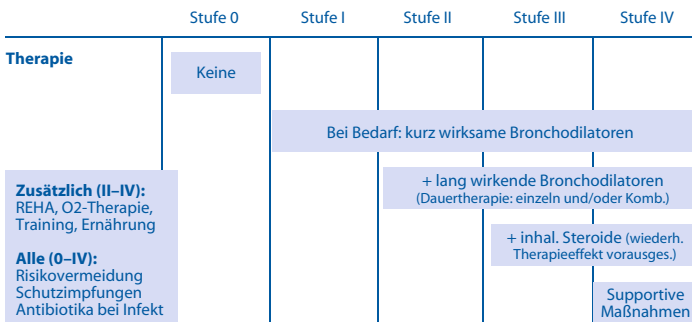 Stufe 0 Stufe I Stufe II Stufe III Stufe IV
Therapie
Keine
Bei Bedarf: kurz wirksame Bronchodilatoren
+ lang wirkende Bronchodilatoren
(Dauertherapie: einzeln und/oder Komb.)
+ inhal. Steroide (wiederh.
Therapieeffekt vorausges.)
Supportive
Maßnahmen
Zusätzlich (II–IV):
REHA, O2-Therapie,
Training, Ernährung
Alle (0–IV):
Risikovermeidung
Schutzimpfungen
Antibiotika bei Infekt